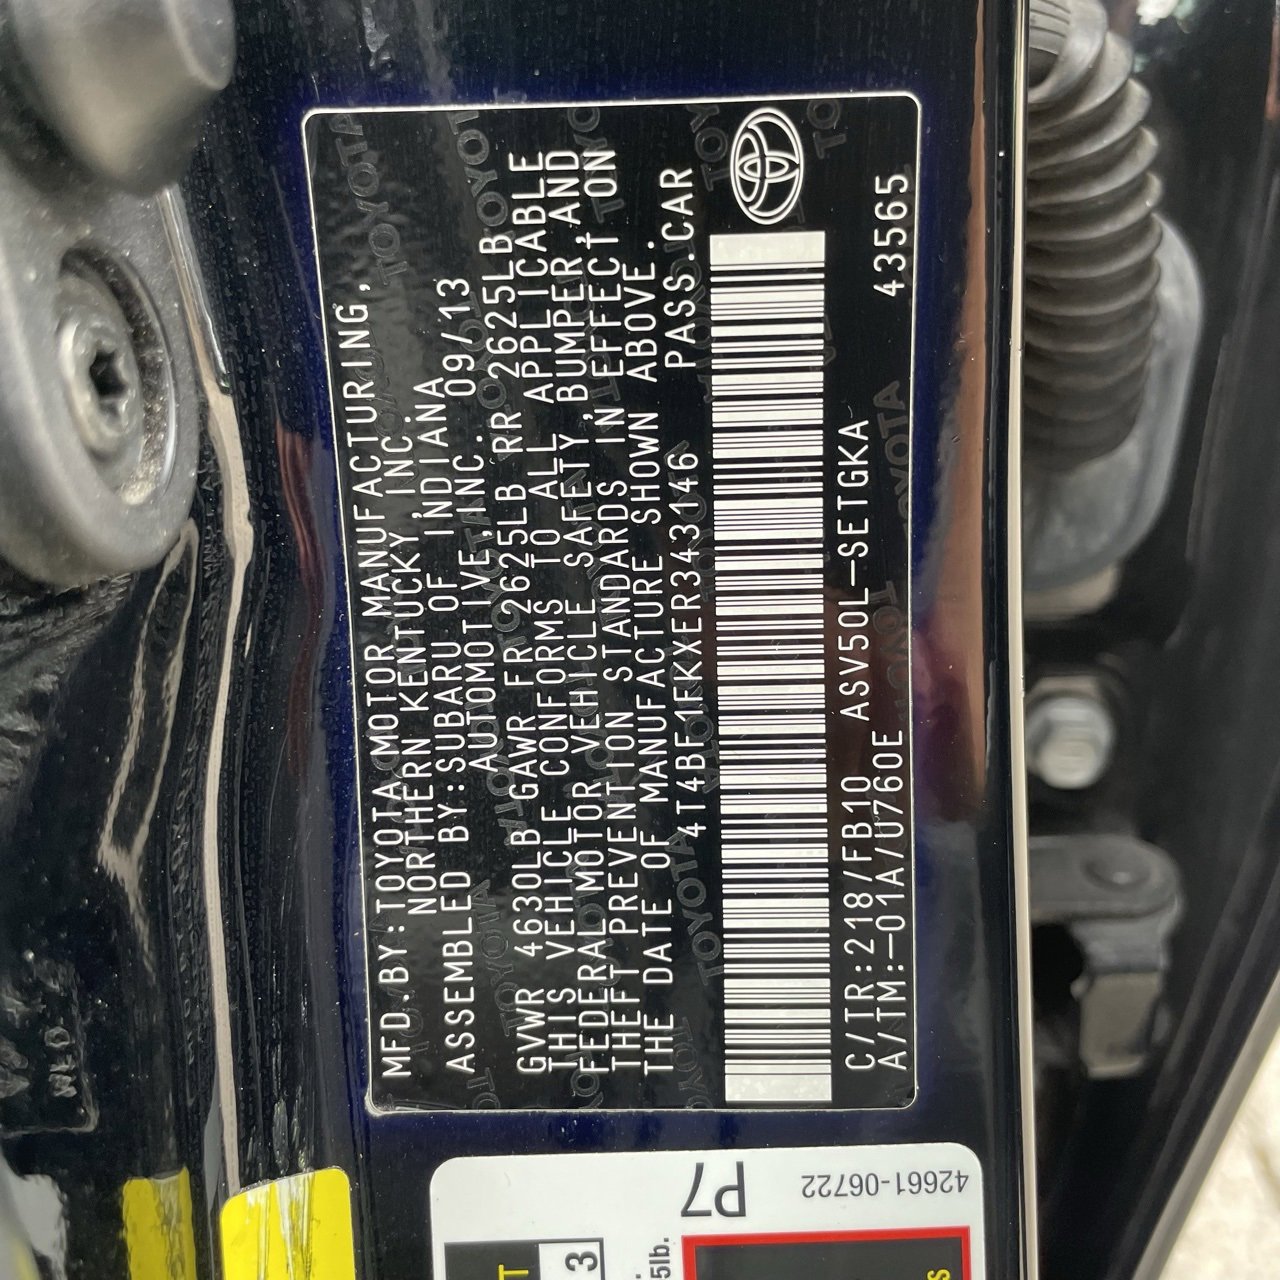 MFD.BY:TOYOTA MOTOR MANUFACTURING,
NORTHERN KENTUCKY, INC.
ASSEMBLED BY:SUBARU OF INDIANA
AUTOMOTIVE,INC. 09/13
GVWR 4630LB GAWR FR 2625LB RR 2625LB
THIS VEHICLE CONFORMS TO ALL APPLICABLE
FEDERAL MOTOR VEHICLE SAFETY,BUMPER,AND
THEFT PREVENTION STANDARDS IN EFFECT ON
THE DATE OF MANUFACTURE SHOWN ABOVE.
4T4BF1FKXER343146 PASS.CAR
C/TR:218/FB10 ASV50L-SETGKA 43565
A/TM:-01A/U760E
P7
42661-06722
3
5lb.